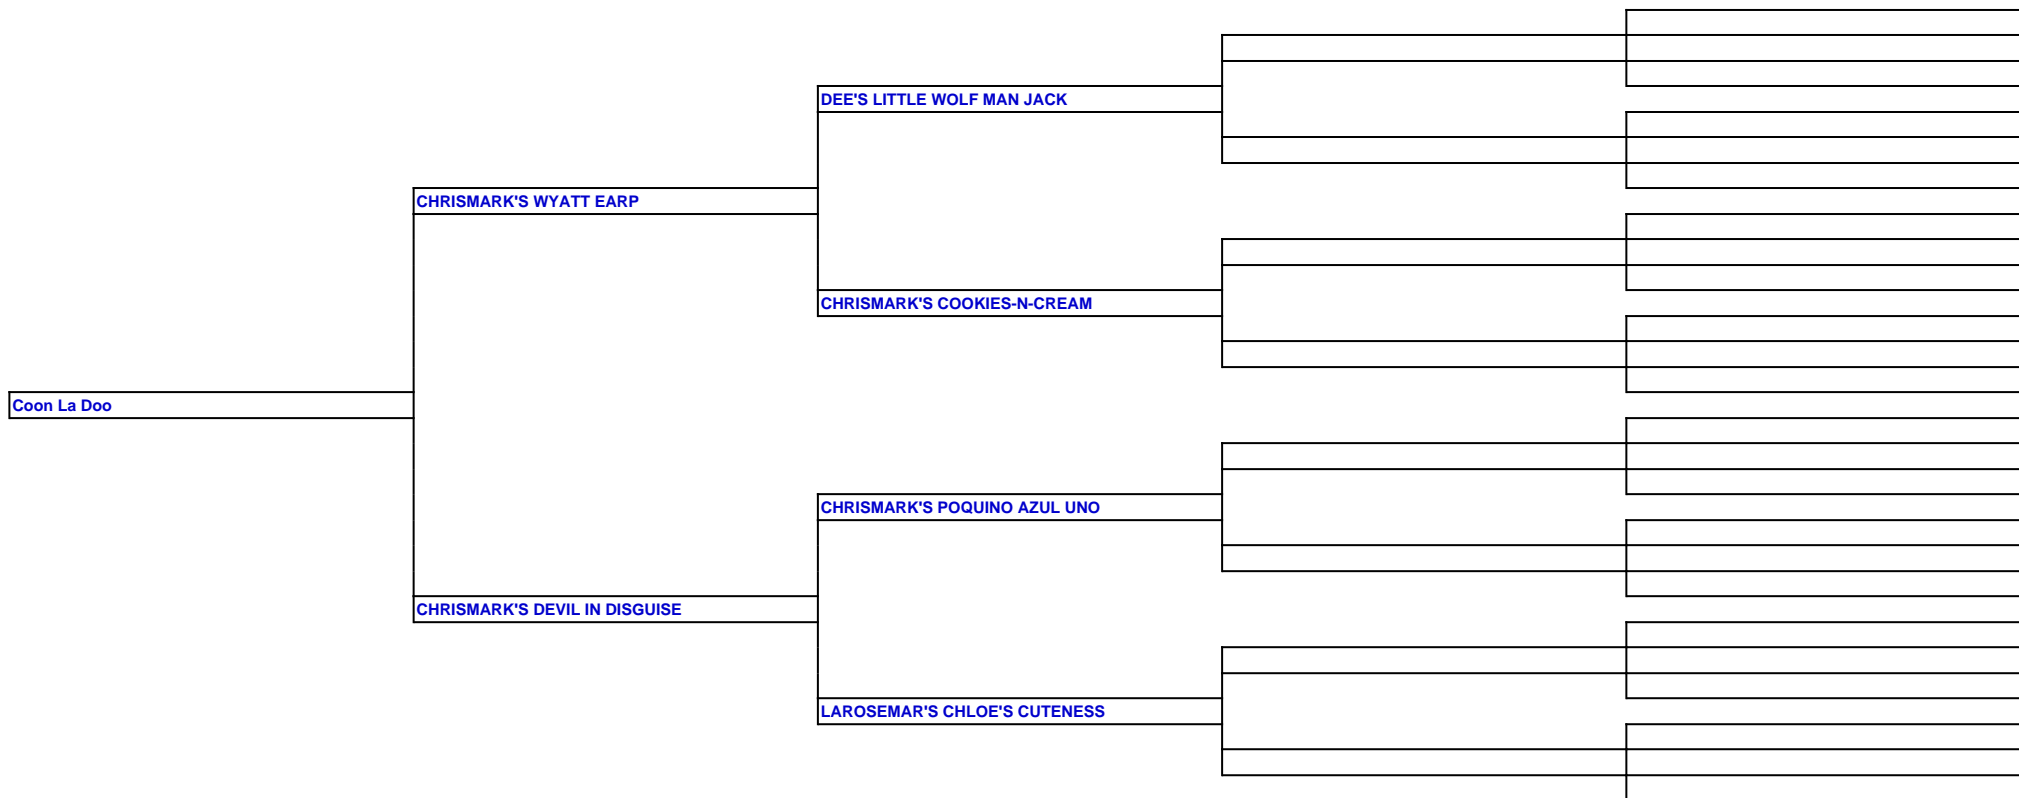 DEE'S LITTLE WOLF MAN JACK
CHRISMARK'S WYATT EARP
CHRISMARK'S COOKIES-N-CREAM
Coon La Doo
CHRISMARK'S POQUINO AZUL UNO
CHRISMARK'S DEVIL IN DISGUISE
LAROSEMAR'S CHLOE'S CUTENESS